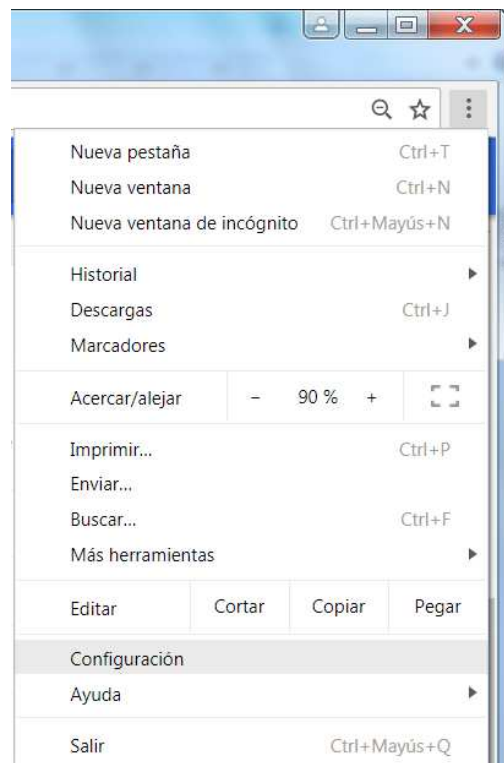 Nueva pestaña Ctrl+T
Nueva ventana Ctrl+N
Nueva ventana de incógnito Ctrl+Mayús+N
Historial
Descargas Ctrl+J
Marcadores
Acercar/alejar - 90 % +
Imprimir... Ctrl+P
Enviar...
Buscar... Ctrl+F
Más herramientas
Editar Cortar Copiar Pegar
Configuración
Ayuda
Salir Ctrl+Mayús+Q